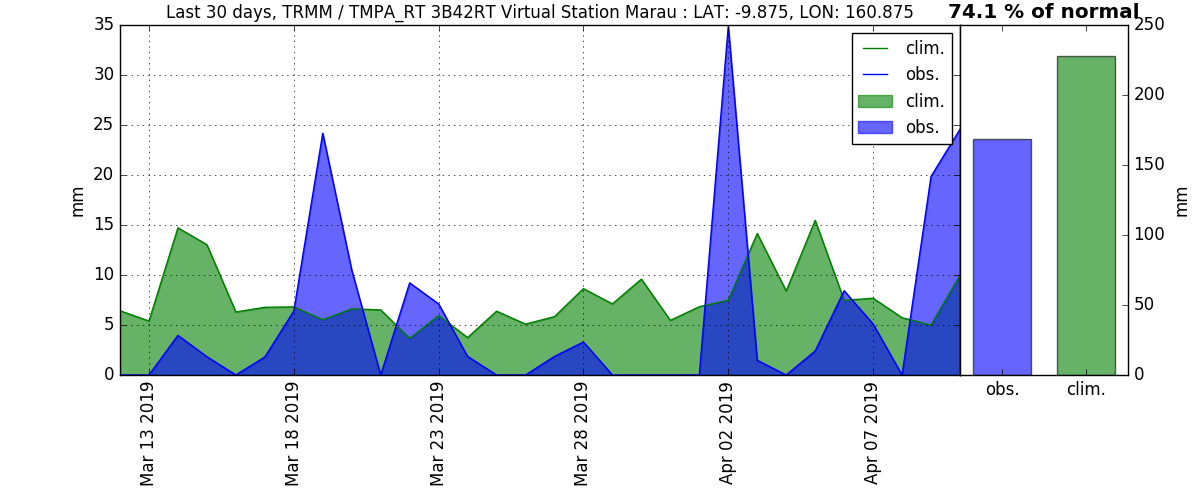 Last 30 days, TRMM / TMPA_RT 3B42RT Virtual Station Marau : LAT: -9.875, LON: 160.875
74.1 % of normal
35
30
25
20
15
10
5
0
mm
clim.
obs.
clim.
obs.
250
200
150
100
50
0
mm
obs.
clim.
Mar 13 2019
Mar 18 2019
Mar 23 2019
Mar 28 2019
Apr 02 2019
Apr 07 2019